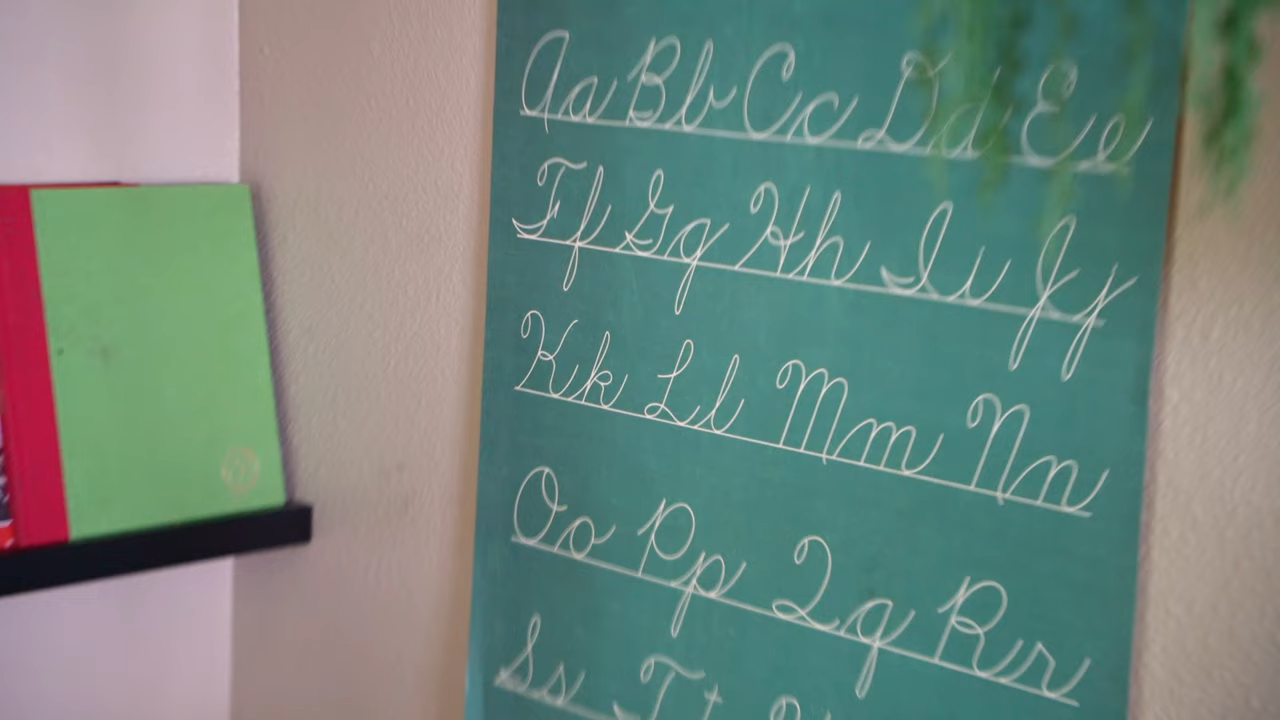 Aa Bb Cc Dd Ee
Ff Gg Hh Ii Jj
Kk Ll Mm Nn
Oo Pp Qq Rr
Ss Tt